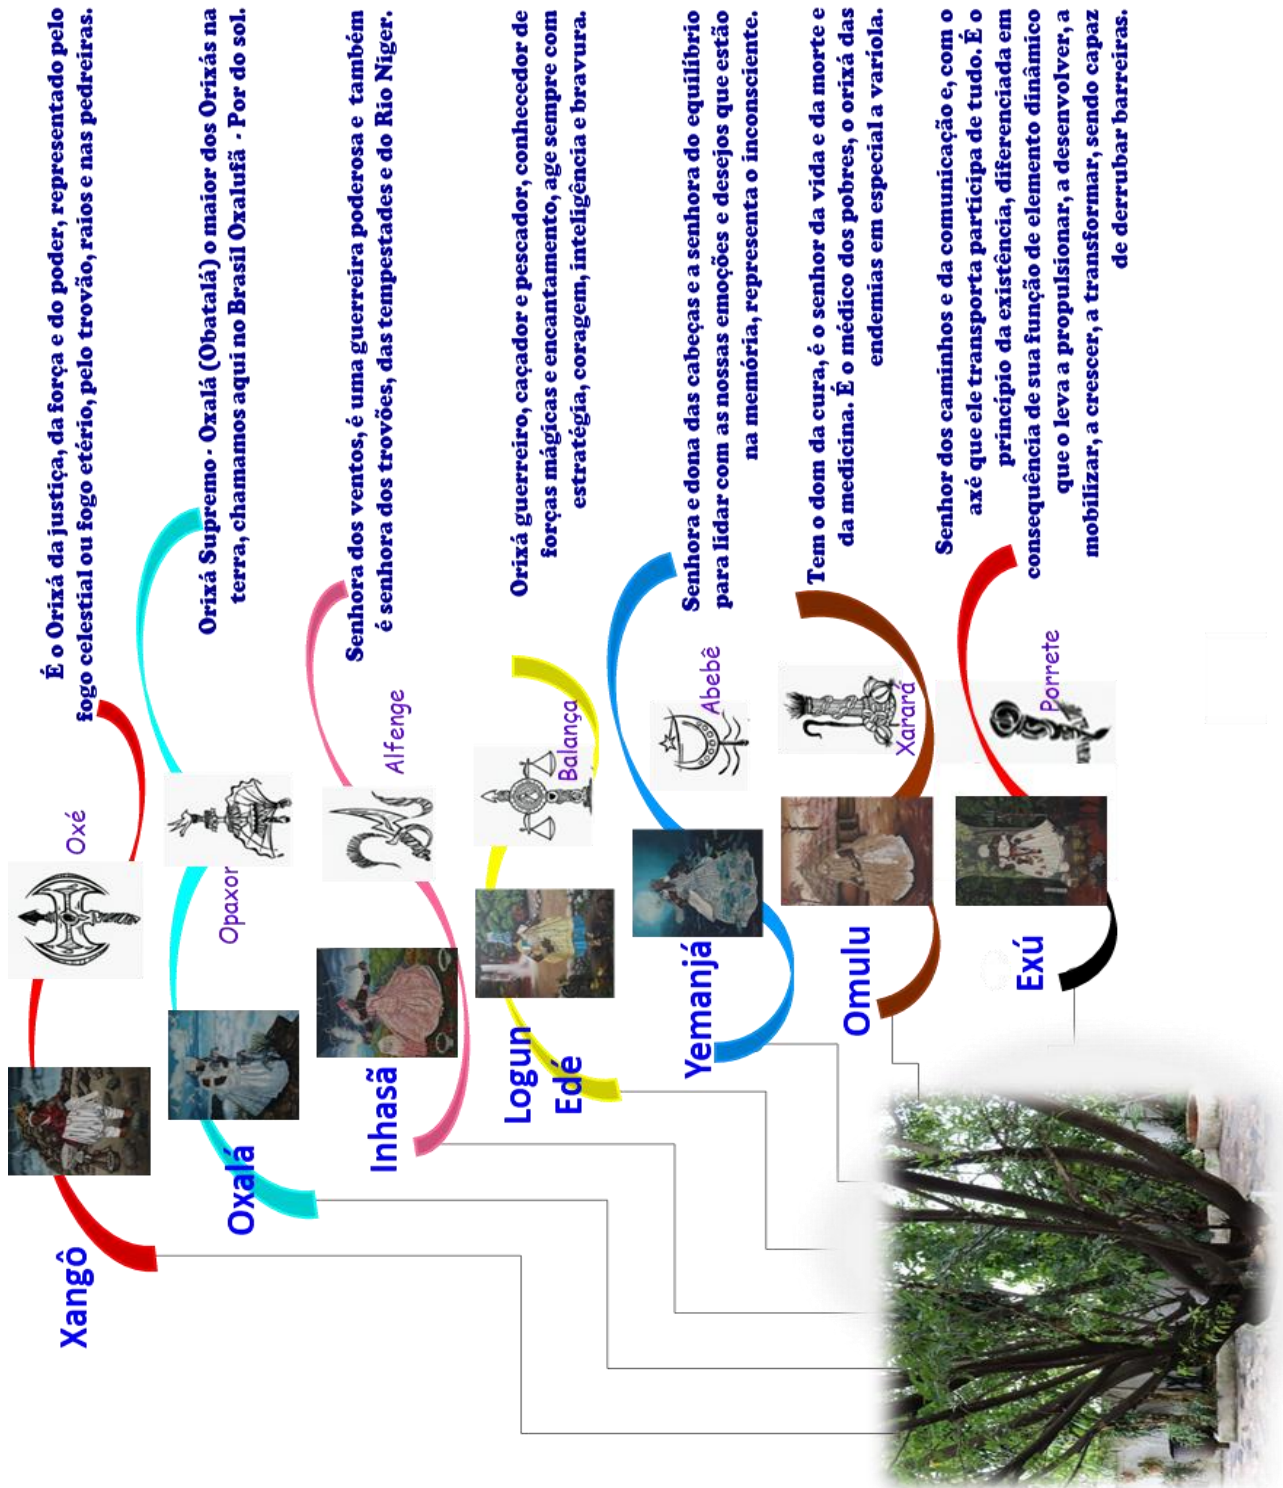 Xangô
Oxé
É o Orixá da justiça, da força e do poder, representado pelo
fogo celestial ou fogo etério, pelo trovão, raios e nas pedreiras.
Oxalá
Opaxor
Orixá Supremo - Oxalá (Obatalá) o maior dos Orixás na
terra, chamamos aqui no Brasil Oxalufã - Por do sol.
Inhasã
Alfenge
Senhora dos ventos, é uma guerreira poderosa e também
é senhora dos trovões, das tempestades e do Rio Niger.
Logun
Edé
Balança
Orixá guerreiro, caçador e pescador, conhecedor de
forças mágicas e encantamento, age sempre com
estratégia, coragem, inteligência e bravura.
Yemanjá
Abebê
Senhora e dona das cabeças e a senhora do equilíbrio
para lidar com as nossas emoções e desejos que estão
na memória, representa o inconsciente.
Omulu
Xarará
Tem o dom da cura, é o senhor da vida e da morte e
da medicina. É o médico dos pobres, o orixá das
endemias em especial a varíola.
Exú
Porrete
Senhor dos caminhos e da comunicação e, com o
axé que ele transporta participa de tudo. É o
princípio da existência, diferenciada em
consequência de sua função de elemento dinâmico
que o leva a propulsionar, a desenvolver, a
mobilizar, a crescer, a transformar, sendo capaz
de derrubar barreiras.